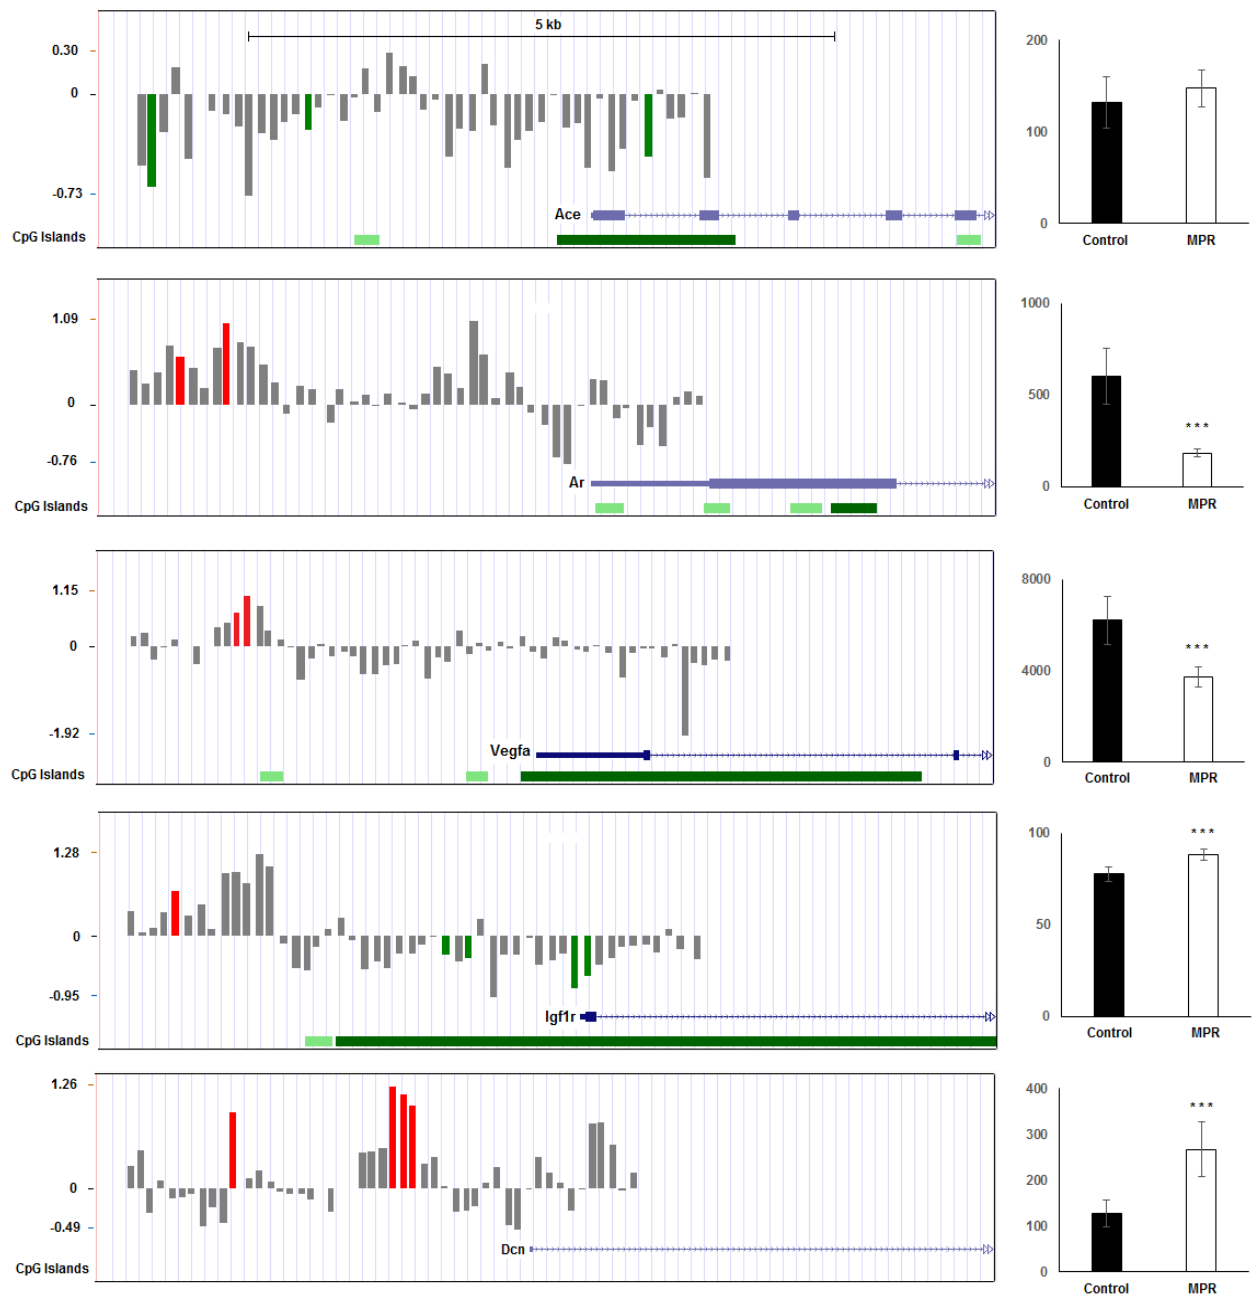 5 kb
0.30
0
-0.73
Ace
CpG Islands
200
100
0
Control MPR
1.09
0
-0.76
Ar
CpG Islands
1000
500
0
***
Control MPR
1.15
0
-1.92
Vegfa
CpG Islands
8000
4000
0
***
Control MPR
1.28
0
-0.95
Igf1r
CpG Islands
100
50
0
***
Control MPR
1.26
0
-0.49
Dcn
CpG Islands
400
300
200
100
0
***
Control MPR